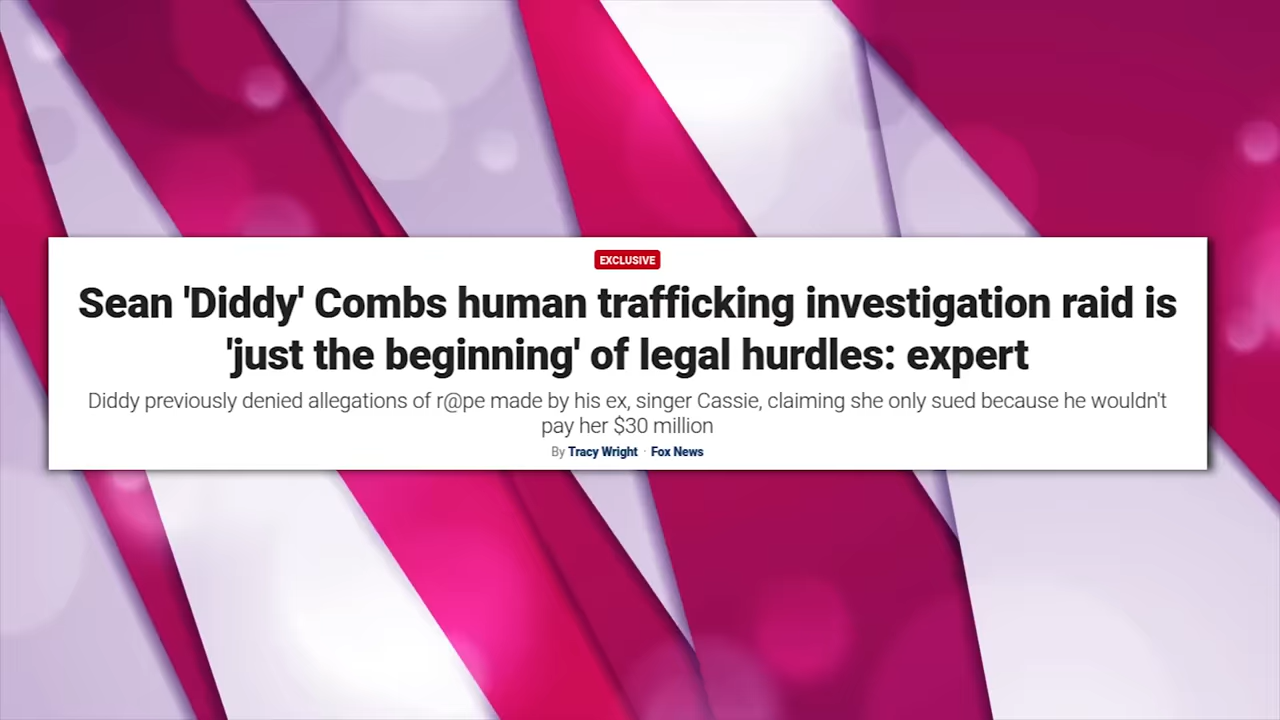 EXCLUSIVE
Sean 'Diddy' Combs human trafficking investigation raid is
'just the beginning' of legal hurdles: expert
Diddy previously denied allegations of r@pe made by his ex, singer Cassie, claiming she only sued because he wouldn't
pay her $30 million
By Tracy Wright · Fox News